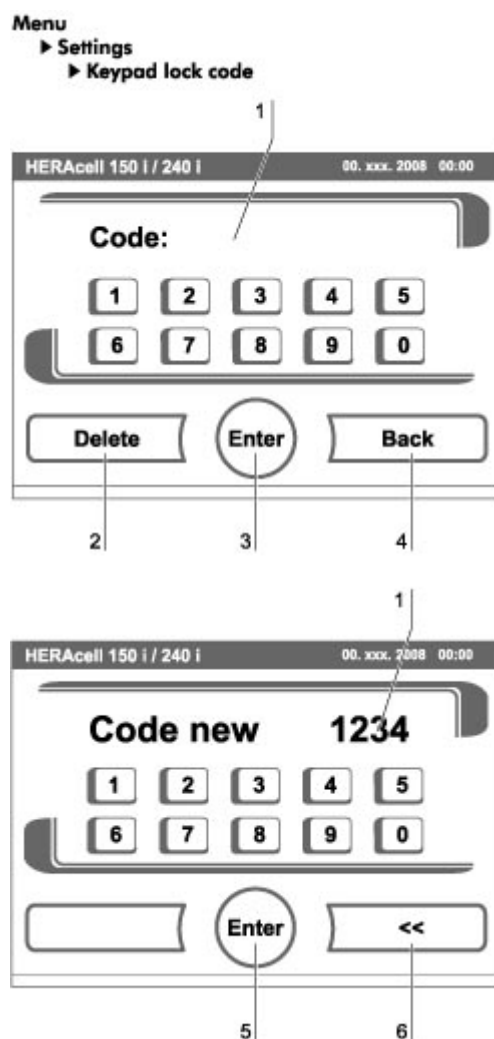 Menu
▶ Settings
▶ Keypad lock code
1
HERAcell 150 i / 240 i 00. xxx. 2008 00:00
Code:
1 2 3 4 5
6 7 8 9 0
Delete Enter Back
2 3 4
1
HERAcell 150 i / 240 i 00. xxx. 2008 00:00
Code new 1234
1 2 3 4 5
6 7 8 9 0
Enter <<
5 6